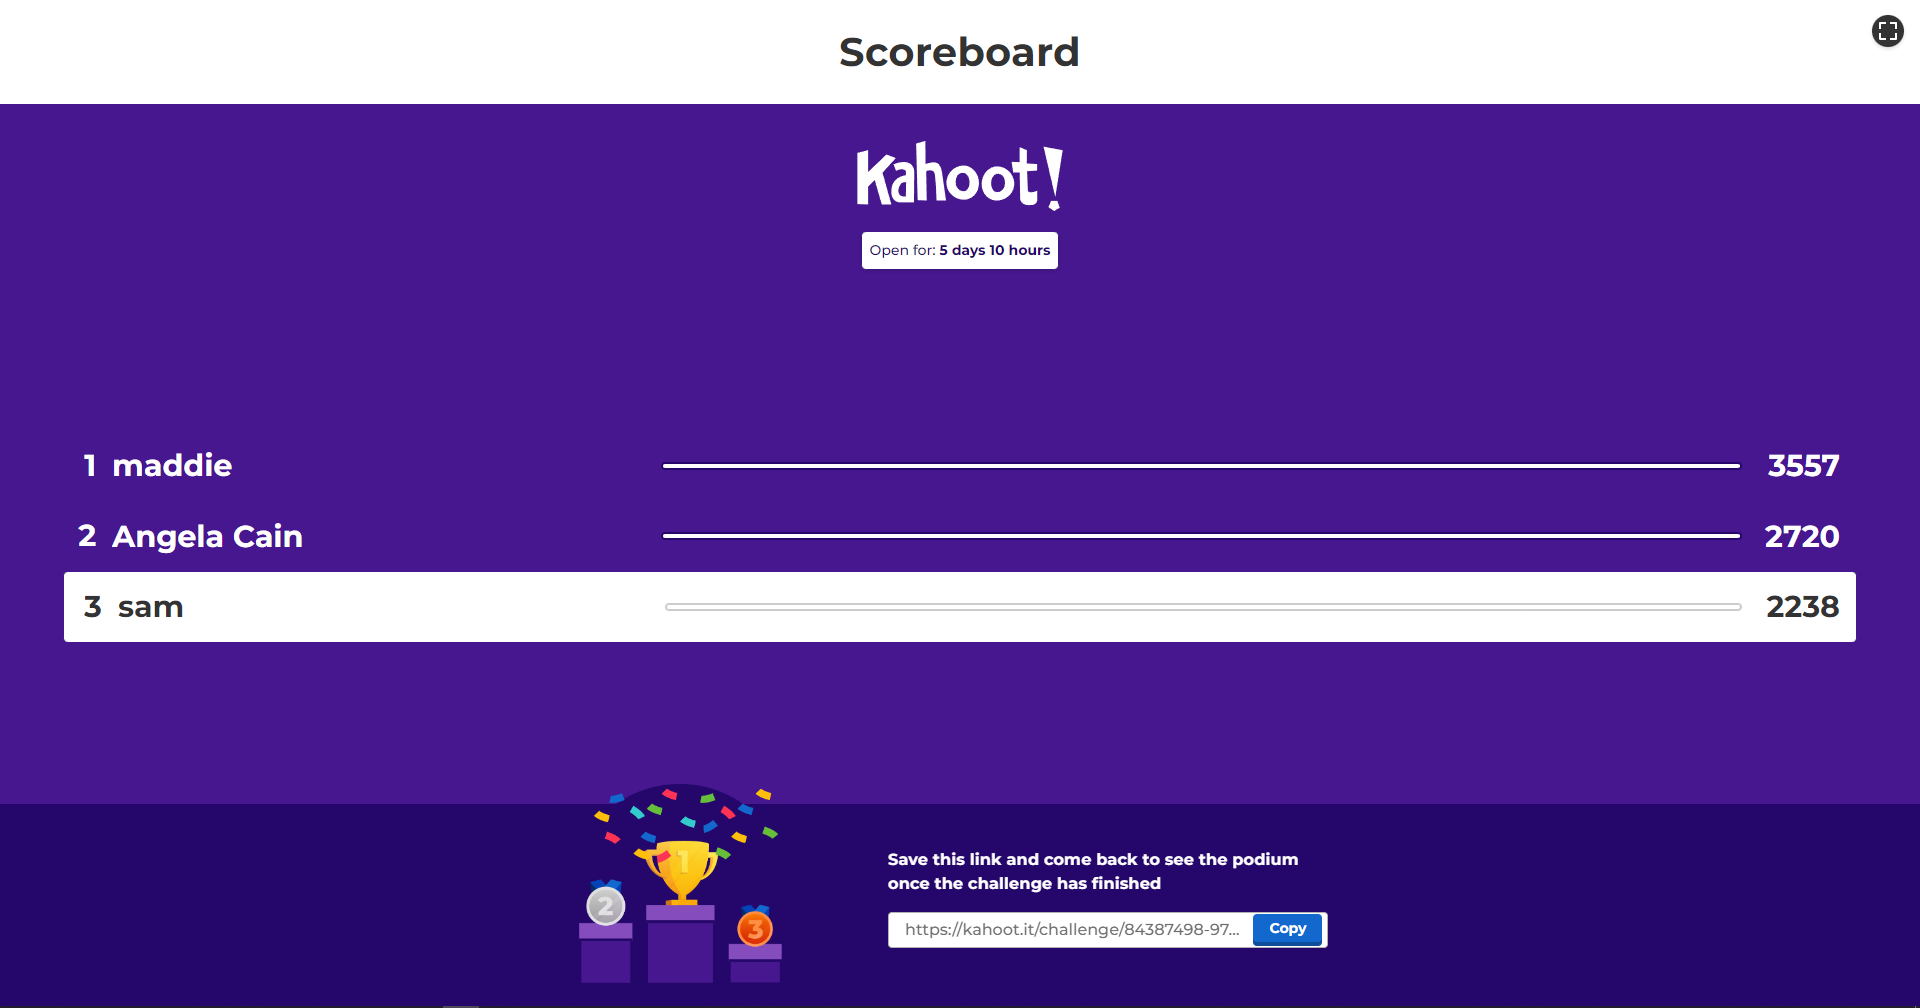 Scoreboard
Kahoot!
Open for: 5 days 10 hours
1 maddie 3557
2 Angela Cain 2720
3 sam 2238
1
2
3
Save this link and come back to see the podium
once the challenge has finished
https://kahoot.it/challenge/84387498-97... Copy